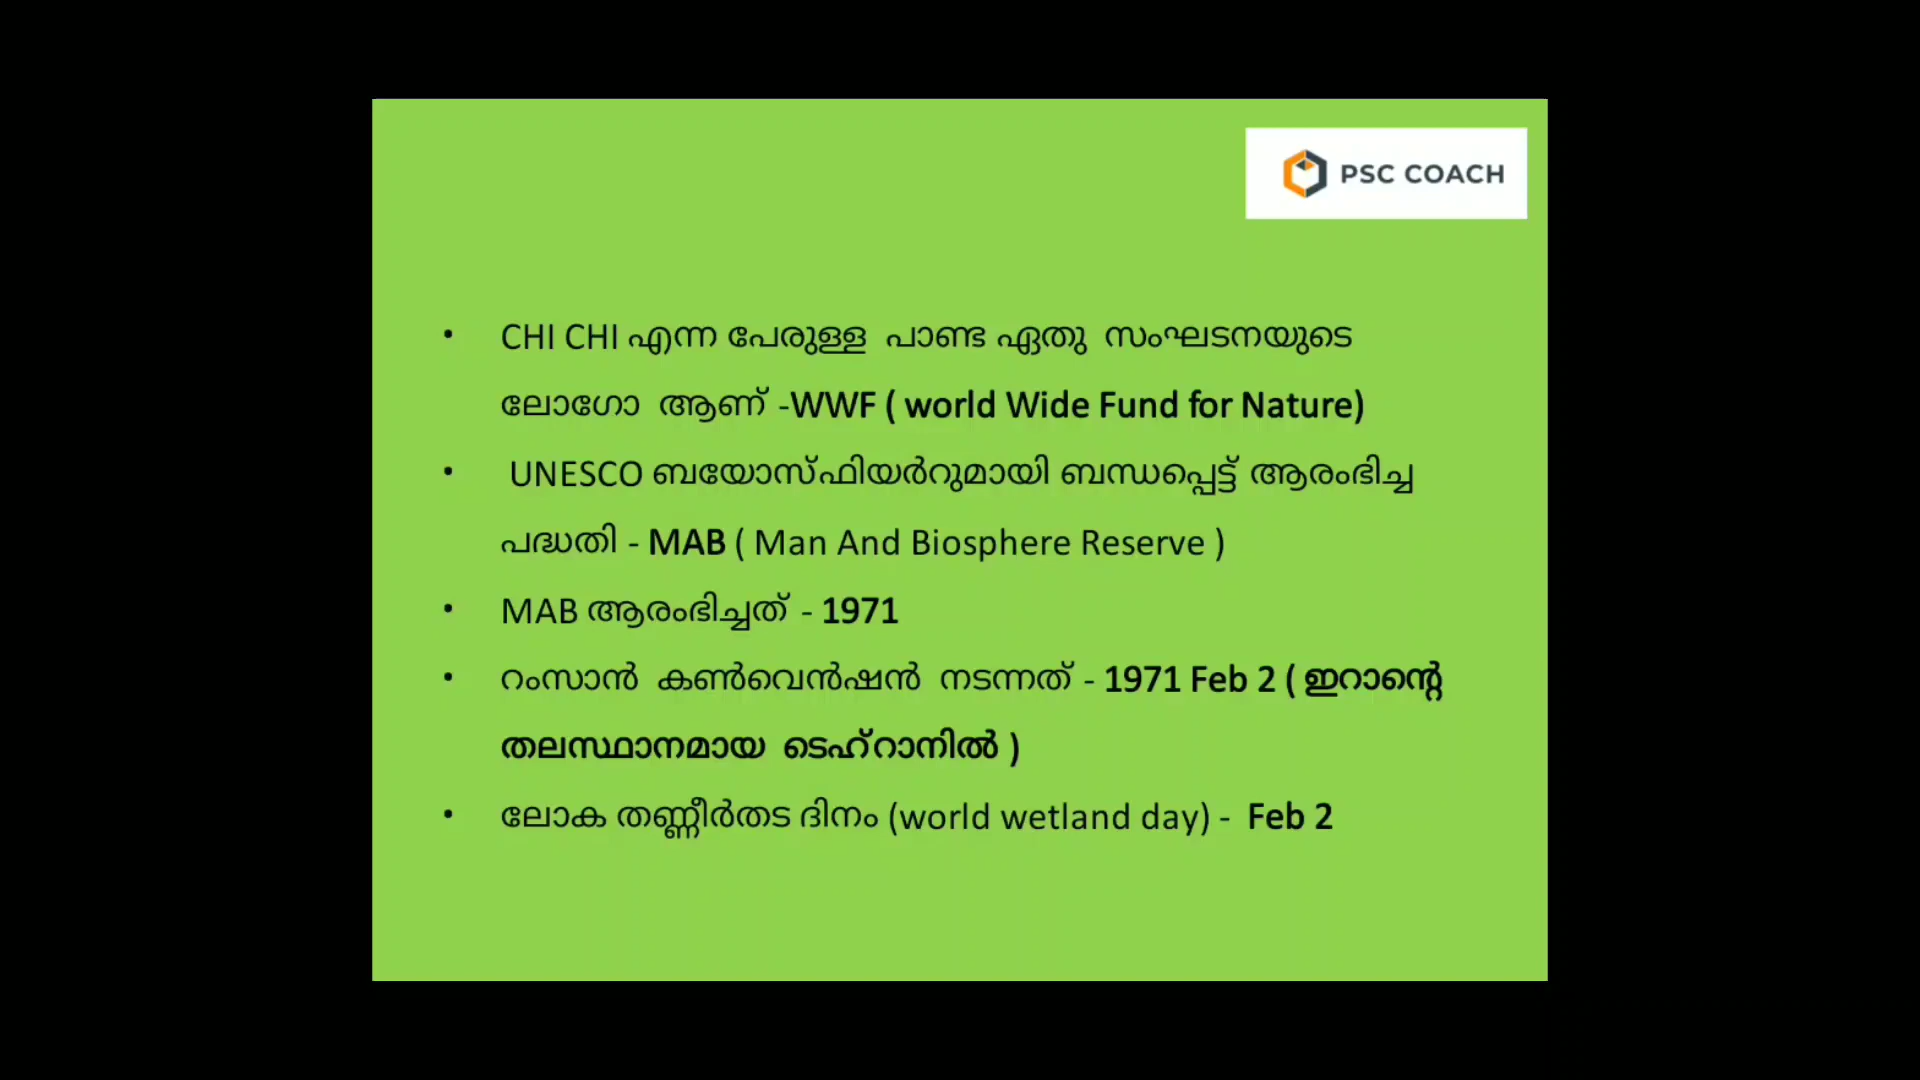 PSC COACH
• CHI CHI എന്ന പേരുള്ള പാണ്ട ഏതു സംഘടനയുടെ
ലോഗോ ആണ് -WWF ( world Wide Fund for Nature)
• UNESCO ബയോസ്ഫിയർറുമായി ബന്ധപ്പെട്ട് ആരംഭിച്ച
പദ്ധതി - MAB ( Man And Biosphere Reserve )
• MAB ആരംഭിച്ചത് - 1971
• റംസാൻ കൺവെൻഷൻ നടന്നത് - 1971 Feb 2 ( ഇറാന്റെ
തലസ്ഥാനമായ ടെഹ്റാനിൽ )
• ലോക തണ്ണീർതട ദിനം (world wetland day) - Feb 2